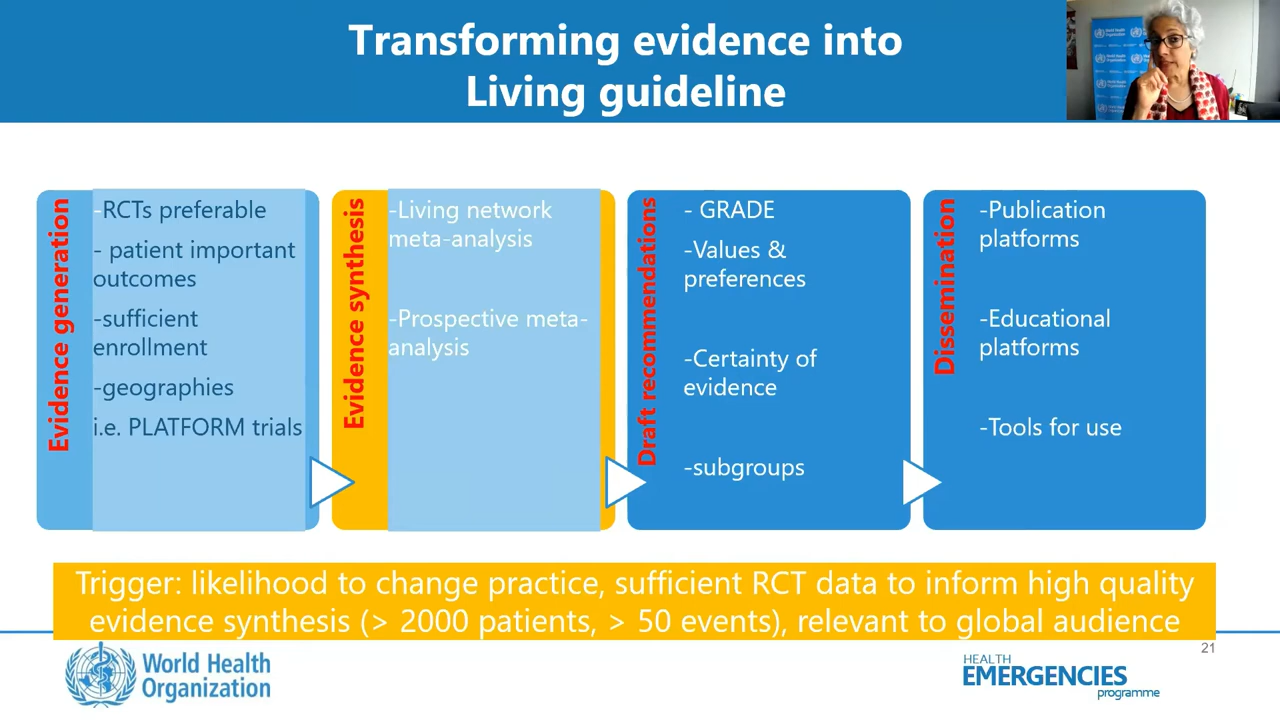 Transforming evidence into
Living guideline
Evidence generation
-RCTs preferable
- patient important
outcomes
-sufficient
enrollment
-geographies
i.e. PLATFORM trials
Evidence synthesis
-Living network
meta-analysis
-Prospective meta-
analysis
Draft recommendations
- GRADE
-Values &
preferences
-Certainty of
evidence
-subgroups
Dissemination
-Publication
platforms
-Educational
platforms
-Tools for use
Trigger: likelihood to change practice, sufficient RCT data to inform high quality
evidence synthesis (> 2000 patients, > 50 events), relevant to global audience
21
World Health
Organization
HEALTH
EMERGENCIES
programme